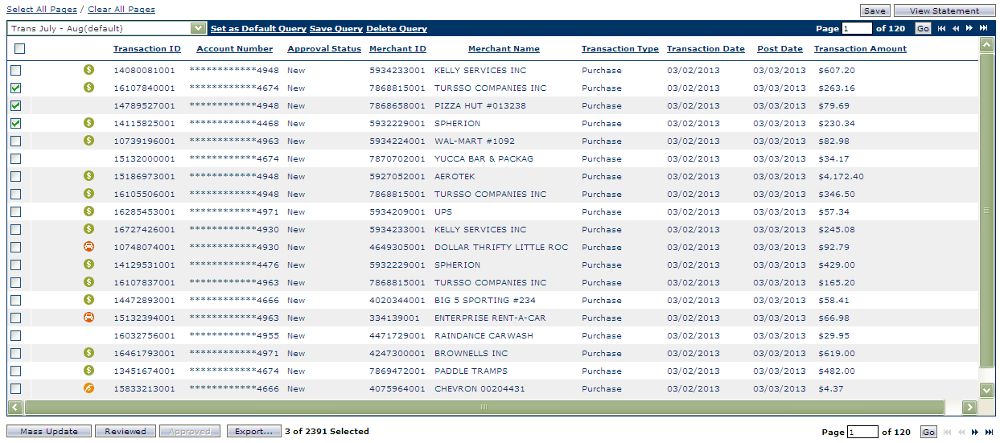 Select All Pages / Clear All Pages
Save View Statement
Trans July - Aug(default) Set as Default Query Save Query Delete Query Page 1 of 120 Go
Transaction ID Account Number Approval Status Merchant ID Merchant Name Transaction Type Transaction Date Post Date Transaction Amount
$ 14080081001 ************4948 New 5934233001 KELLY SERVICES INC Purchase 03/02/2013 03/03/2013 $607.20
$ 16107840001 ************4674 New 7868815001 TURSSO COMPANIES INC Purchase 03/02/2013 03/03/2013 $263.16
14789527001 ************4948 New 7868658001 PIZZA HUT #013238 Purchase 03/02/2013 03/03/2013 $79.69
$ 14115825001 ************4468 New 5932229001 SPHERION Purchase 03/02/2013 03/03/2013 $230.34
$ 10739196001 ************4963 New 5934224001 WAL-MART #1092 Purchase 03/02/2013 03/03/2013 $82.98
15132000001 ************4674 New 7870702001 YUCCA BAR & PACKAG Purchase 03/02/2013 03/03/2013 $34.17
$ 15186973001 ************4948 New 5927052001 AEROTEK Purchase 03/02/2013 03/03/2013 $4,172.40
$ 16105506001 ************4948 New 7868815001 TURSSO COMPANIES INC Purchase 03/02/2013 03/03/2013 $346.50
$ 16285453001 ************4971 New 5934209001 UPS Purchase 03/02/2013 03/03/2013 $57.34
$ 16727426001 ************4930 New 5934233001 KELLY SERVICES INC Purchase 03/02/2013 03/03/2013 $245.08
10748074001 ************4930 New 4649305001 DOLLAR THRIFTY LITTLE ROC Purchase 03/02/2013 03/03/2013 $92.79
$ 14129531001 ************4476 New 5932229001 SPHERION Purchase 03/02/2013 03/03/2013 $429.00
$ 16107837001 ************4963 New 7868815001 TURSSO COMPANIES INC Purchase 03/02/2013 03/03/2013 $165.20
$ 14472893001 ************4666 New 4020344001 BIG 5 SPORTING #234 Purchase 03/02/2013 03/03/2013 $58.41
15132394001 ************4963 New 334139001 ENTERPRISE RENT-A-CAR Purchase 03/02/2013 03/03/2013 $66.98
16032756001 ************4955 New 4471729001 RAINDANCE CARWASH Purchase 03/02/2013 03/03/2013 $29.95
$ 16461793001 ************4971 New 4247300001 BROWNELLS INC Purchase 03/02/2013 03/03/2013 $619.00
$ 13451674001 ************4674 New 7869472001 PADDLE TRAMPS Purchase 03/02/2013 03/03/2013 $482.00
15833213001 ************4666 New 4075964001 CHEVRON 00204431 Purchase 03/02/2013 03/03/2013 $4.37
Mass Update Reviewed Approved Export... 3 of 2391 Selected Page 1 of 120 Go